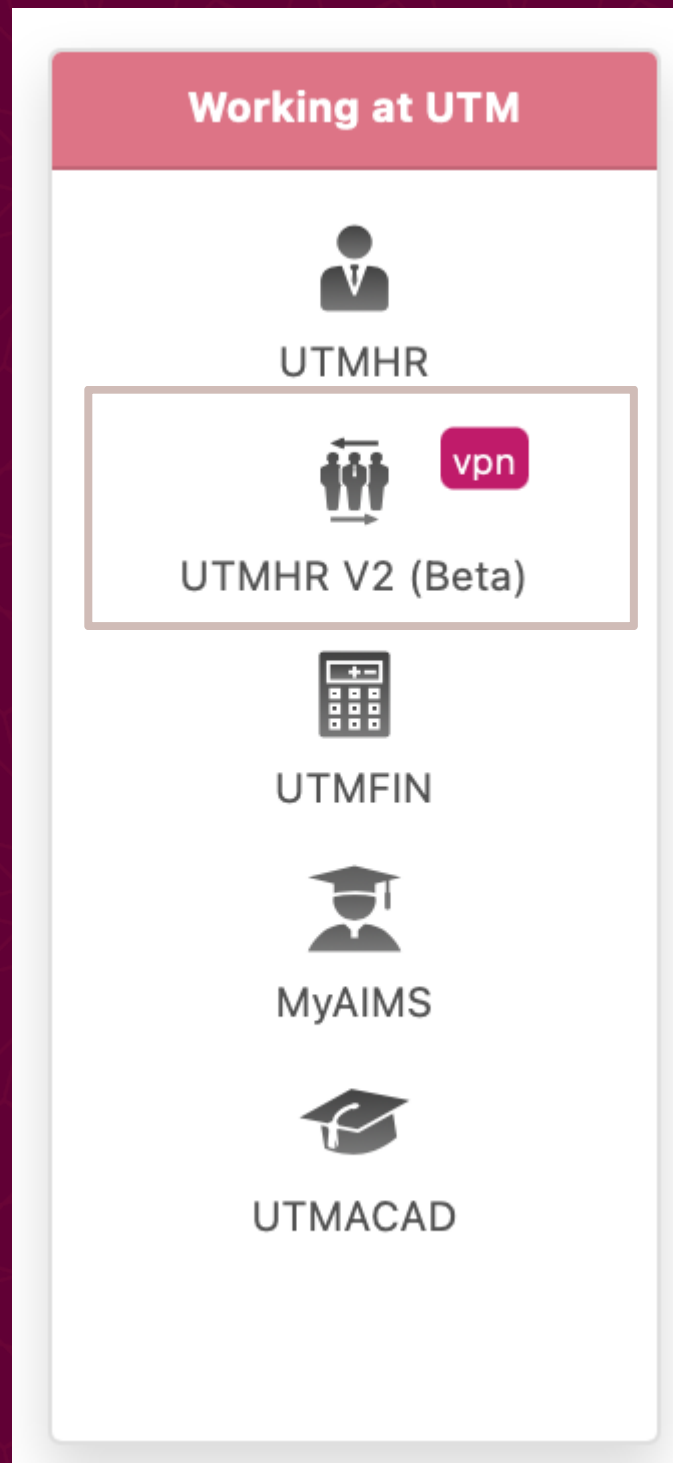 Working at UTM
UTMHR
vpn
UTMHR V2 (Beta)
UTMFIN
MyAIMS
UTMACAD